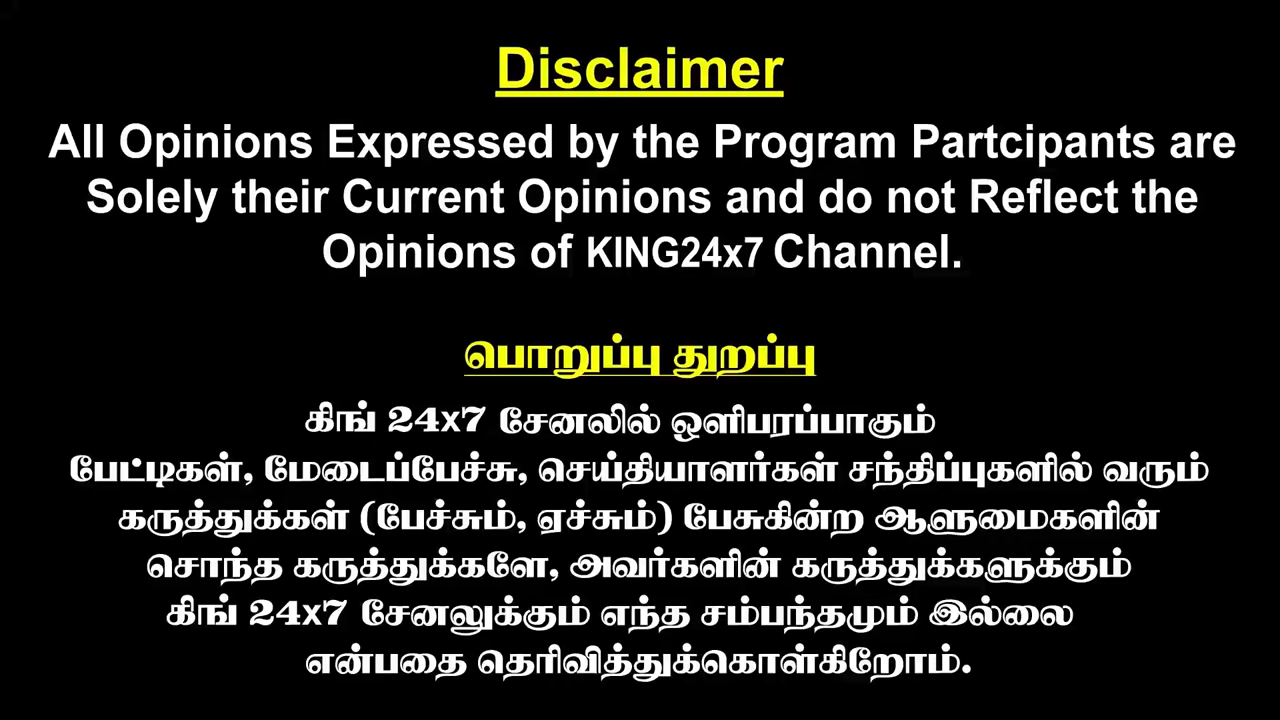 Disclaimer
All Opinions Expressed by the Program Partcipants are
Solely their Current Opinions and do not Reflect the
Opinions of KING24x7 Channel.
பொறுப்பு துறப்பு
கிங் 24x7 சேனலில் ஒளிபரப்பாகும்
பேட்டிகள், மேடைப்பேச்சு, செய்தியாளர்கள் சந்திப்புகளில் வரும்
கருத்துக்கள் (பேச்சும், ஏச்சும்) பேசுகின்ற ஆளுமைகளின்
சொந்த கருத்துக்களே, அவர்களின் கருத்துக்களுக்கும்
கிங் 24x7 சேனலுக்கும் எந்த சம்பந்தமும் இல்லை
என்பதை தெரிவித்துக்கொள்கிறோம்.